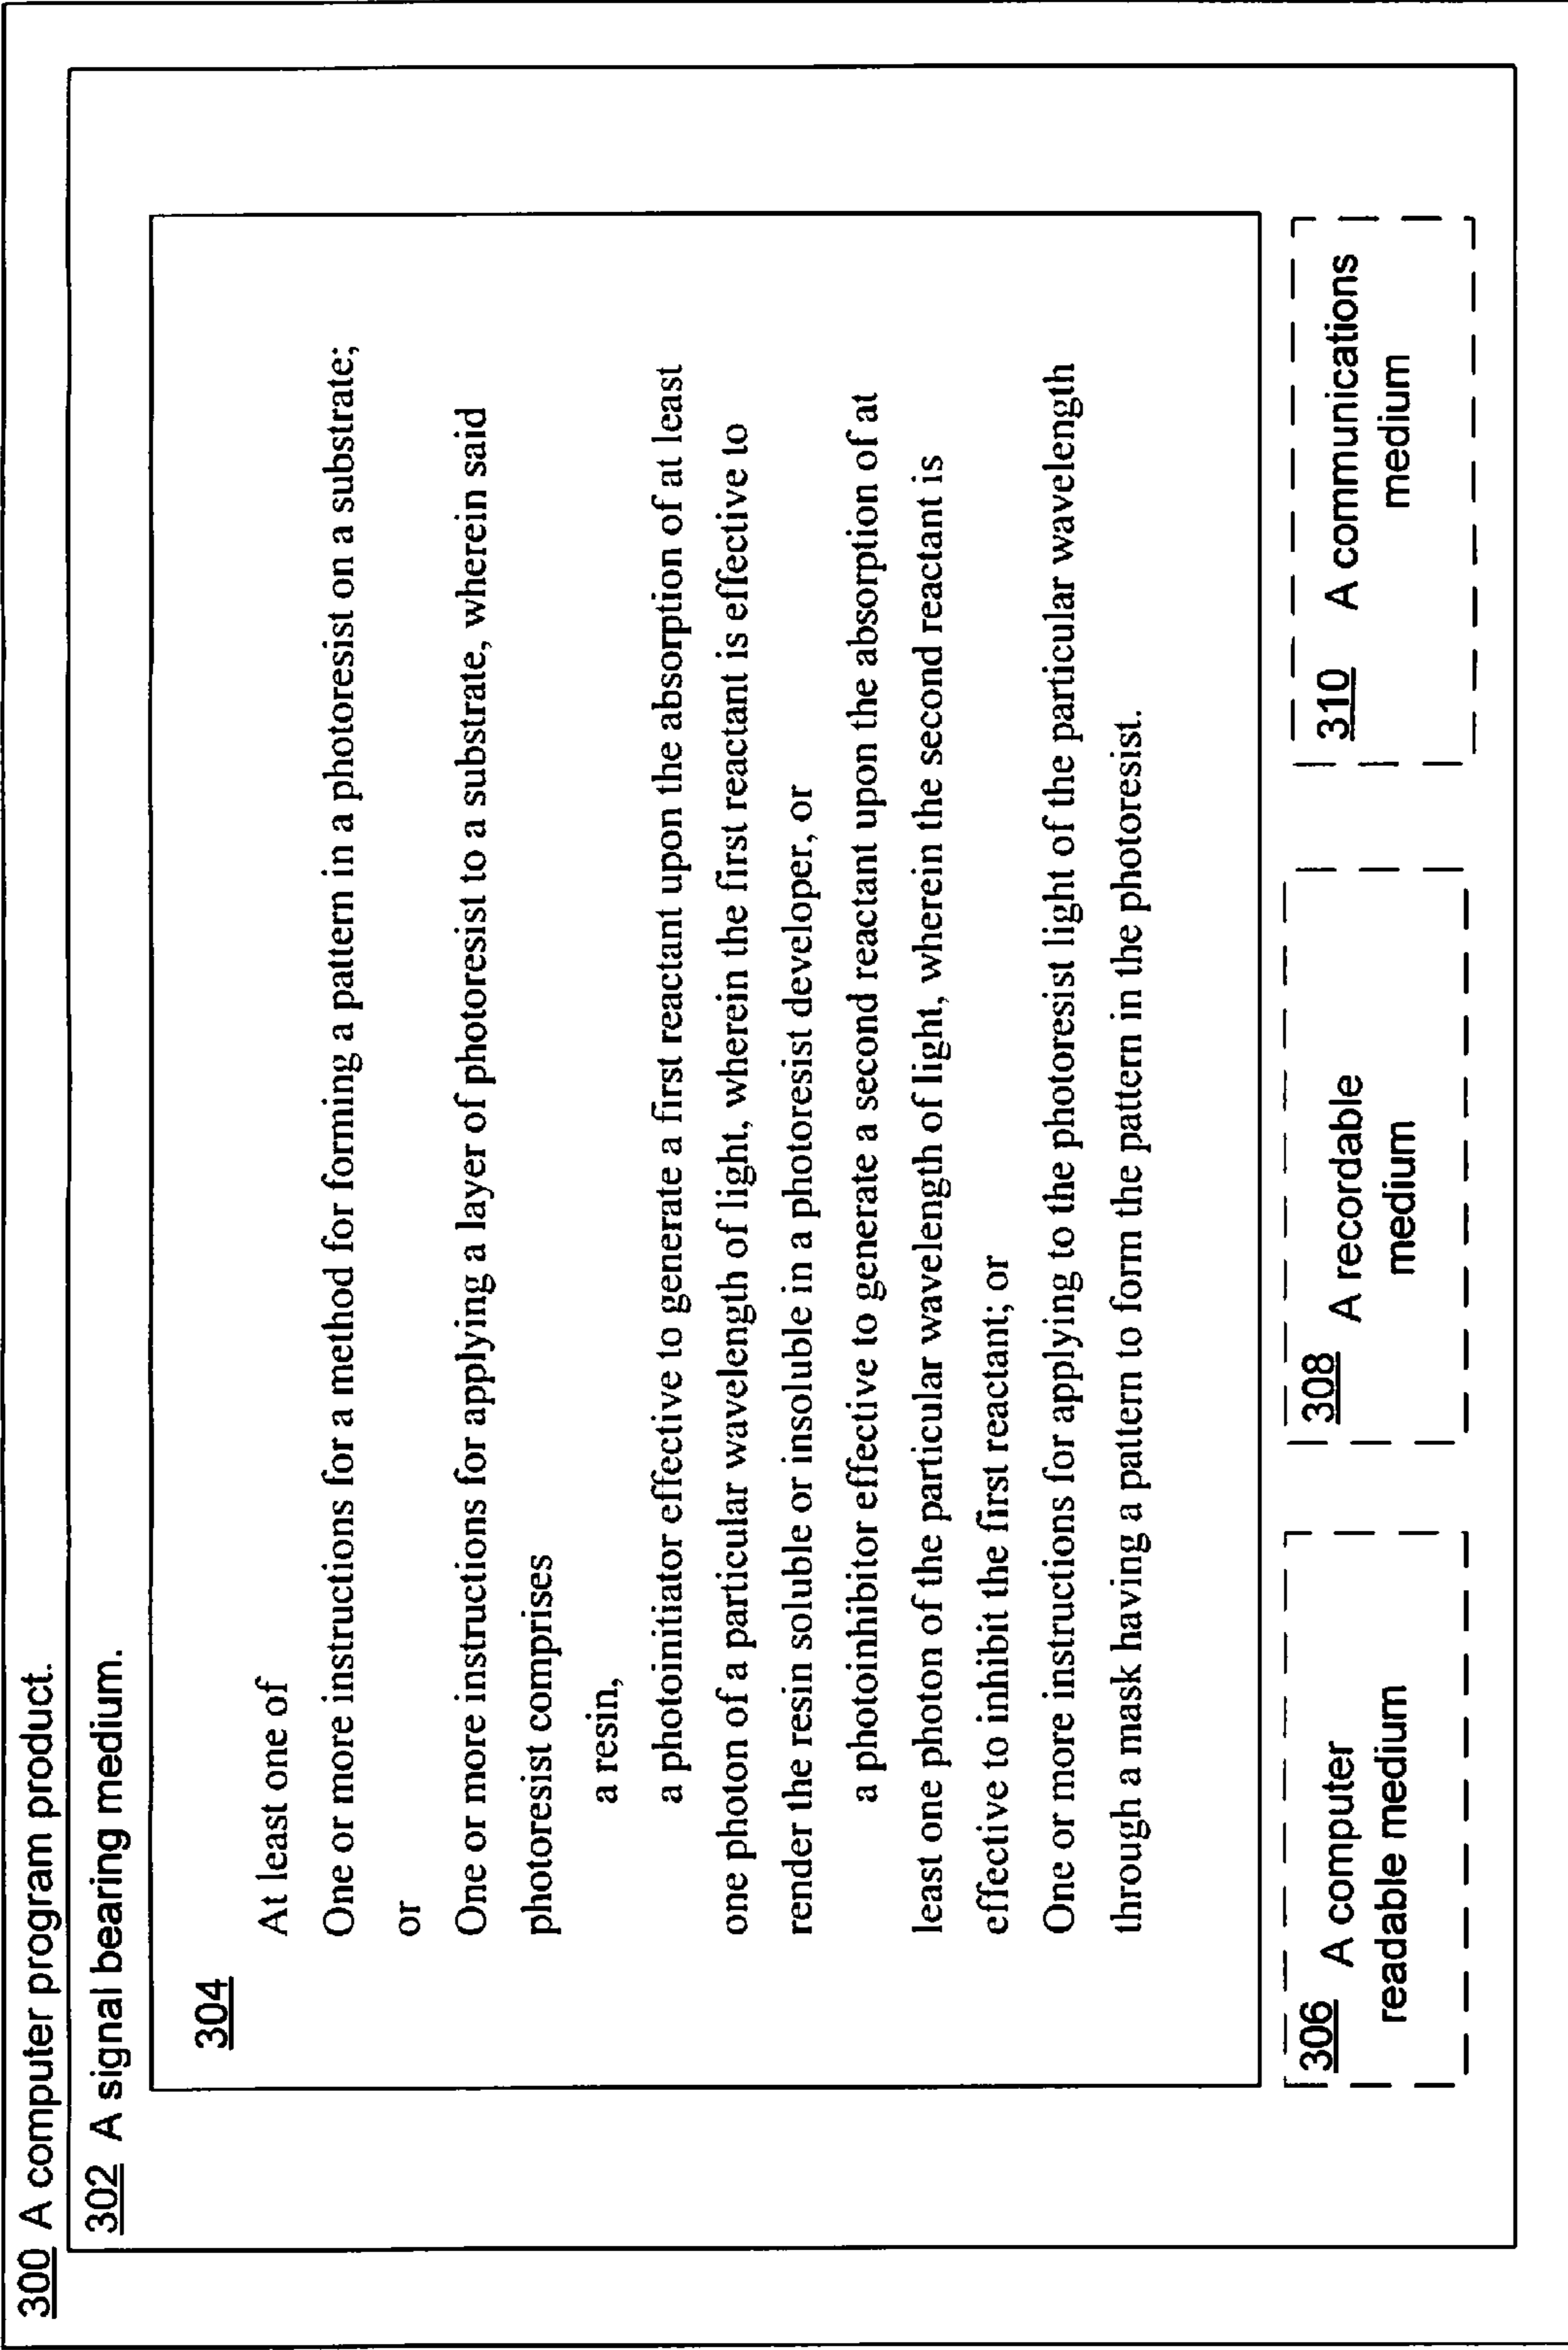 300 A computer program product.
302 A signal bearing medium.
304
At least one of
One or more instructions for a method for forming a pattern in a photoresist on a substrate;
or
One or more instructions for applying a layer of photoresist to a substrate, wherein said
photoresist comprises
a resin,
a photoinitiator effective to generate a first reactant upon the absorption of at least
one photon of a particular wavelength of light, wherein the first reactant is effective to
render the resin soluble or insoluble in a photoresist developer, or
a photoinhibitor effective to generate a second reactant upon the absorption of at
least one photon of the particular wavelength of light, wherein the second reactant is
effective to inhibit the first reactant; or
One or more instructions for applying to the photoresist light of the particular wavelength
through a mask having a pattern to form the pattern in the photoresist.
306 A computer
readable medium
308 A recordable
medium
310 A communications
medium